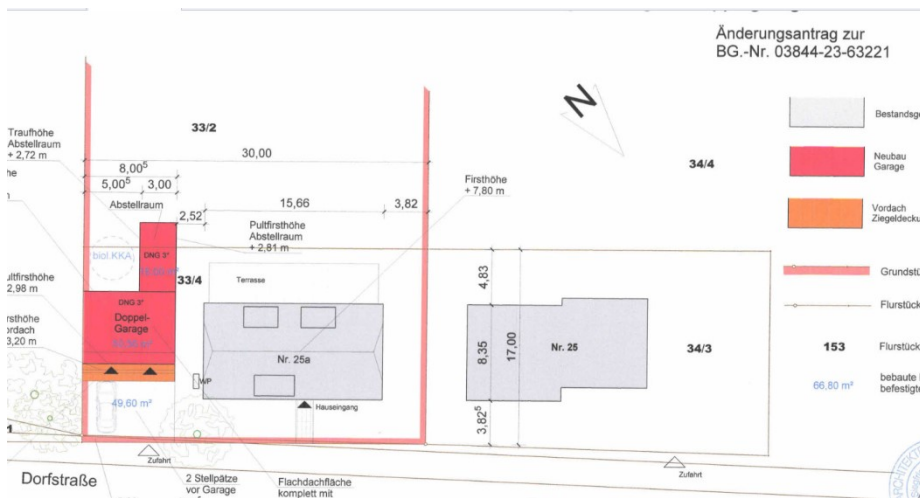 Änderungsantrag zur
BG.-Nr. 03844-23-63221
N
33/2
34/4
30,00
8,00⁵
5,00⁵
3,00
2,52
15,66
3,82
Traufhöhe
Abstellraum
+ 2,72 m
Abstellraum
Pultfirsthöhe
Abstellraum
+ 2,81 m
Firsthöhe
+ 7,80 m
biol.KKA
DNG 3°
33/4
Terrasse
DNG 3°
Doppel-
Garage
2,98 m
3,20 m
WP
Nr. 25a
Hauseingang
49,60 m²
4,83
8,35
17,00
3,82⁵
Nr. 25
34/3
Zufahrt
Zufahrt
Dorfstraße
2 Stellpätze
vor Garage
Flachdachfläche
komplett mit
Bestandsge
Neubau
Garage
Vordach
Ziegeldecku
Grundstü
Flurstück
153
Flurstück
66,80 m²
bebaute
befestigte
ARCHITEKT